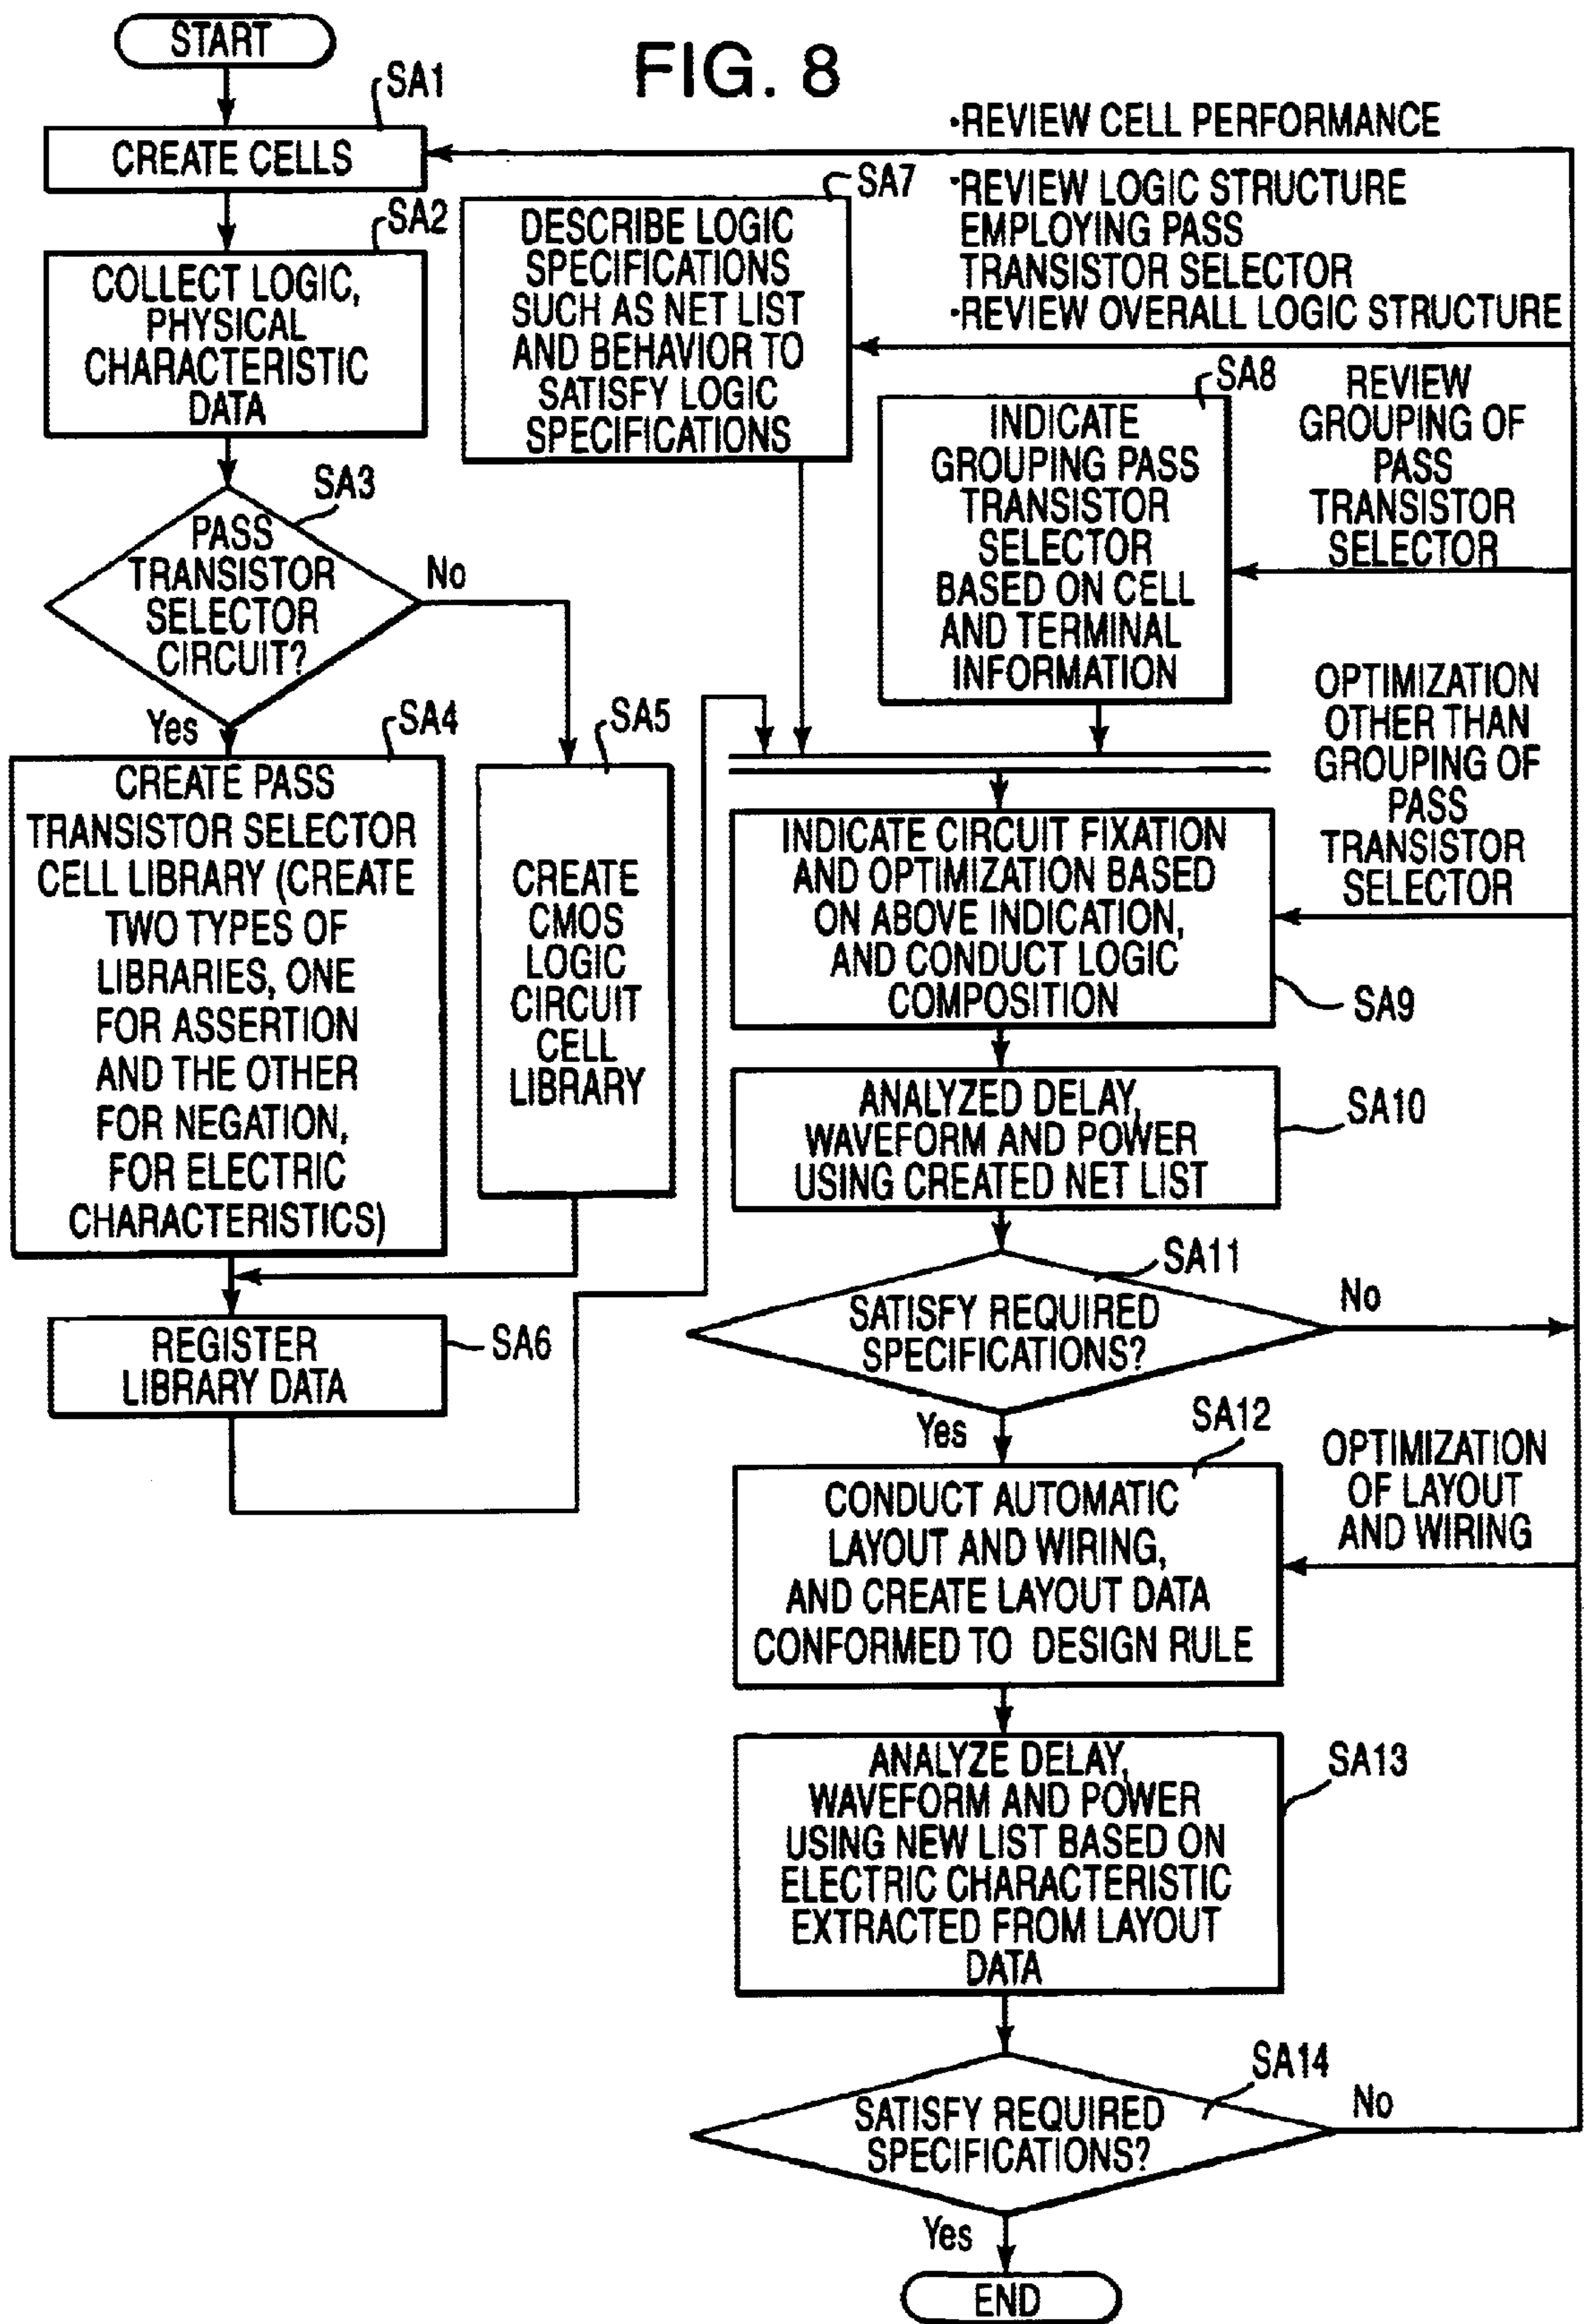 START
FIG. 8
SA1
CREATE CELLS
·REVIEW CELL PERFORMANCE
SA2
COLLECT LOGIC,
PHYSICAL
CHARACTERISTIC
DATA
SA7
DESCRIBE LOGIC
SPECIFICATIONS
SUCH AS NET LIST
AND BEHAVIOR TO
SATISFY LOGIC
SPECIFICATIONS
·REVIEW LOGIC STRUCTURE
EMPLOYING PASS
TRANSISTOR SELECTOR
·REVIEW OVERALL LOGIC STRUCTURE
SA8
INDICATE
GROUPING PASS
TRANSISTOR
SELECTOR
BASED ON CELL
AND TERMINAL
INFORMATION
REVIEW
GROUPING OF
PASS
TRANSISTOR
SELECTOR
SA3
PASS
TRANSISTOR
SELECTOR
CIRCUIT?
No
Yes
SA4
CREATE PASS
TRANSISTOR SELECTOR
CELL LIBRARY (CREATE
TWO TYPES OF
LIBRARIES, ONE
FOR ASSERTION
AND THE OTHER
FOR NEGATION,
FOR ELECTRIC
CHARACTERISTICS)
SA5
CREATE
CMOS
LOGIC
CIRCUIT
CELL
LIBRARY
OPTIMIZATION
OTHER THAN
GROUPING OF
PASS
TRANSISTOR
SELECTOR
INDICATE CIRCUIT FIXATION
AND OPTIMIZATION BASED
ON ABOVE INDICATION,
AND CONDUCT LOGIC
COMPOSITION
SA9
ANALYZED DELAY,
WAVEFORM AND POWER
USING CREATED NET LIST
SA10
SA6
REGISTER
LIBRARY DATA
SA11
SATISFY REQUIRED
SPECIFICATIONS?
No
Yes
SA12
CONDUCT AUTOMATIC
LAYOUT AND WIRING,
AND CREATE LAYOUT DATA
CONFORMED TO DESIGN RULE
OPTIMIZATION
OF LAYOUT
AND WIRING
SA13
ANALYZE DELAY,
WAVEFORM AND POWER
USING NEW LIST BASED ON
ELECTRIC CHARACTERISTIC
EXTRACTED FROM LAYOUT
DATA
SA14
SATISFY REQUIRED
SPECIFICATIONS?
No
Yes
END